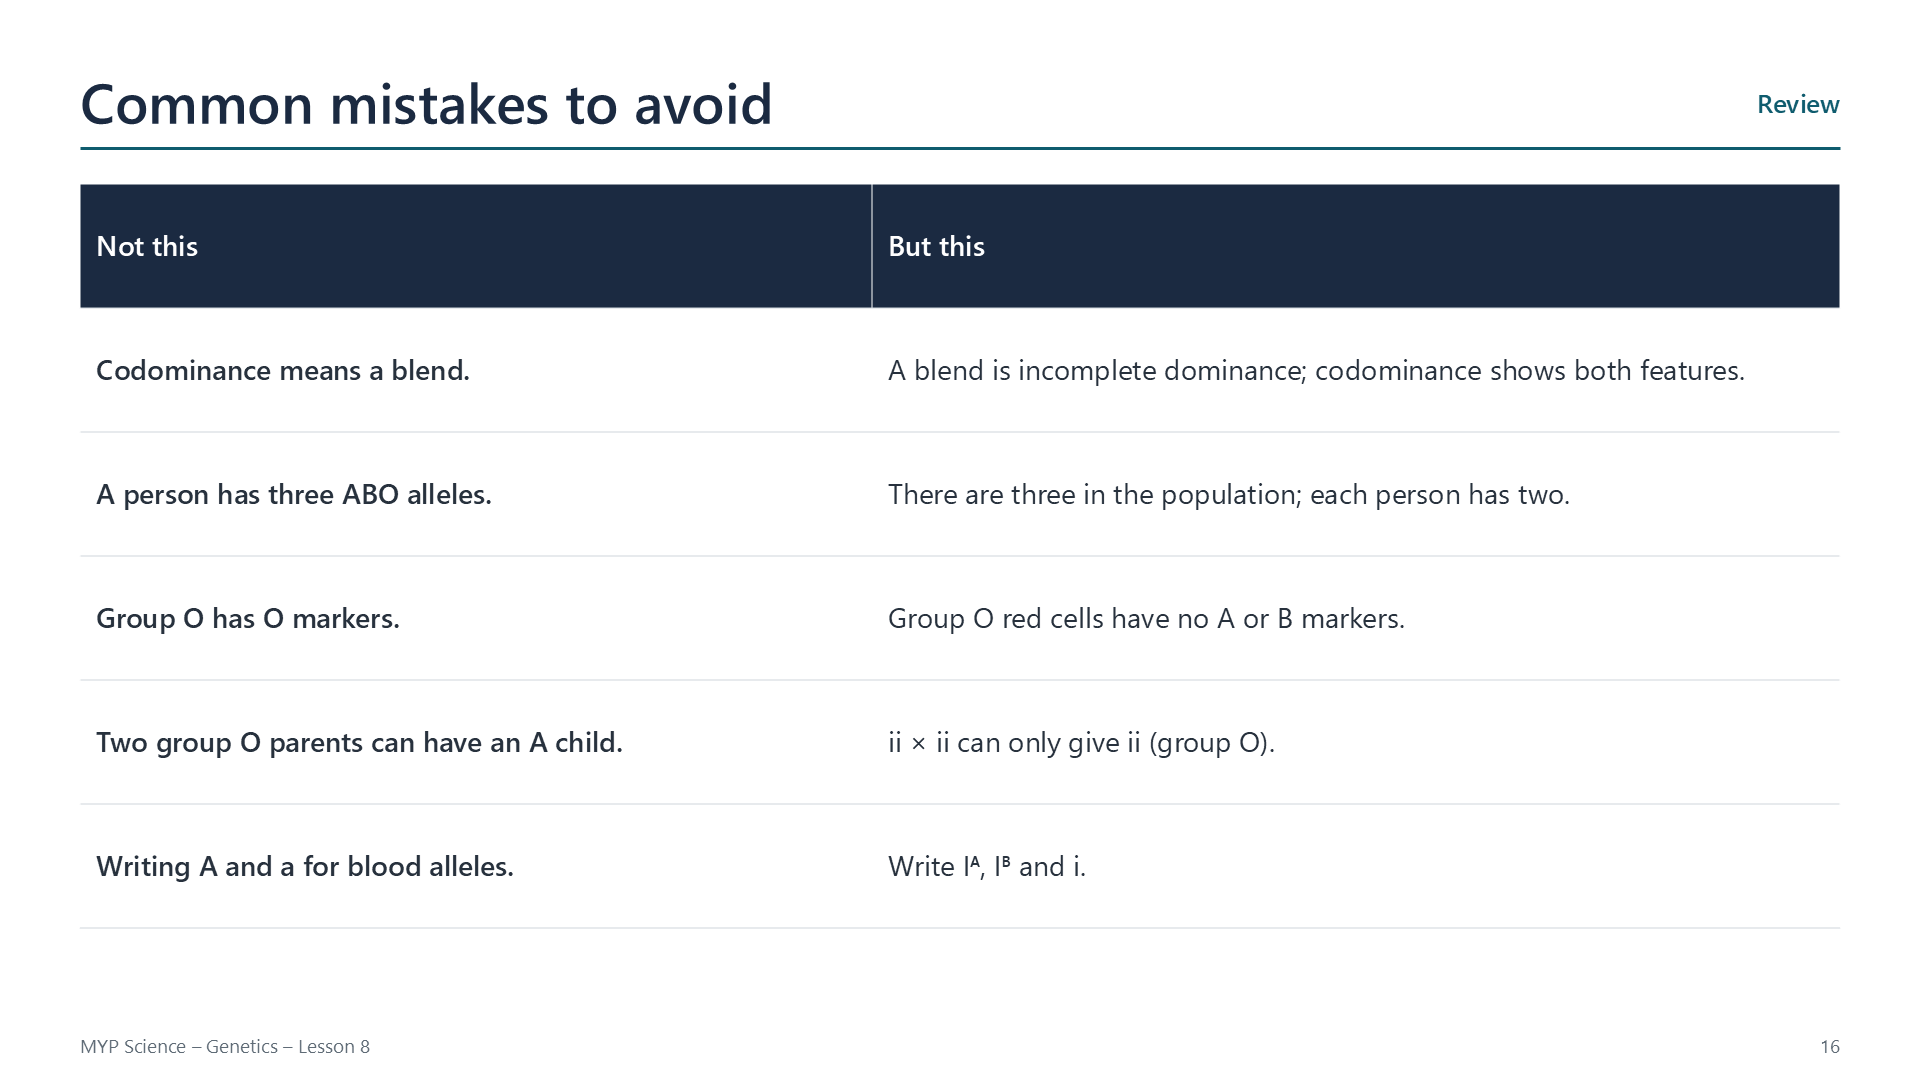 Common mistakes to avoid
Review
Not this
But this
Codominance means a blend.
A blend is incomplete dominance; codominance shows both features.
A person has three ABO alleles.
There are three in the population; each person has two.
Group O has O markers.
Group O red cells have no A or B markers.
Two group O parents can have an A child.
ii × ii can only give ii (group O).
Writing A and a for blood alleles.
Write Iᴬ, Iᴮ and i.
MYP Science – Genetics – Lesson 8
16